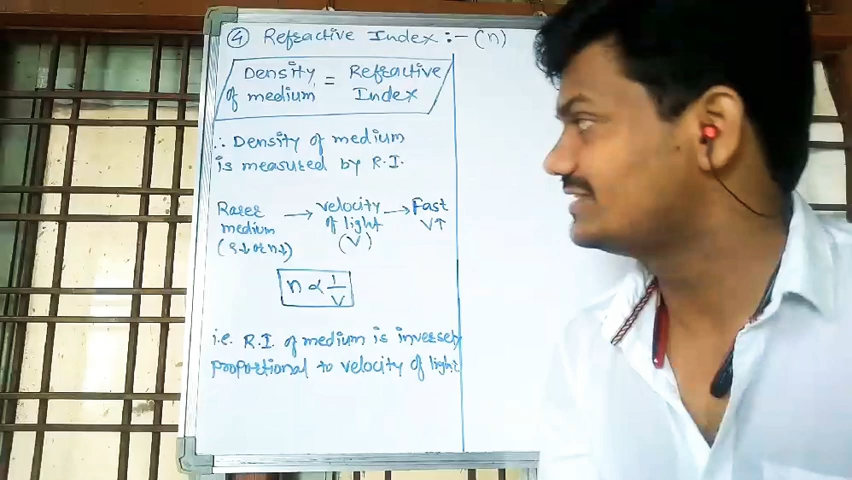 ④ Refractive Index :- (n)
Density of medium = Refractive Index
∴ Density of medium
is measured by R.I.
Rarer medium → velocity of light (V) → Fast V↑
(ρ↓ or n↓)
n ∝ 1/V
i.e. R.I. of medium is inversely
proportional to velocity of light